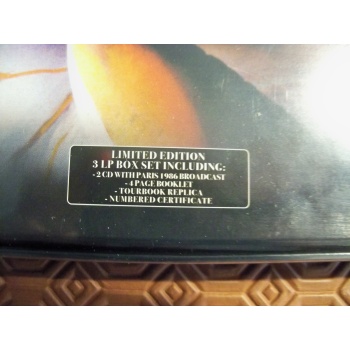 LIMITED EDITION
3 LP BOX SET INCLUDING:
- 2 CD WITH PARIS 1986 BROADCAST
- 4 PAGE BOOKLET
- TOURBOOK REPLICA
- NUMBERED CERTIFICATE